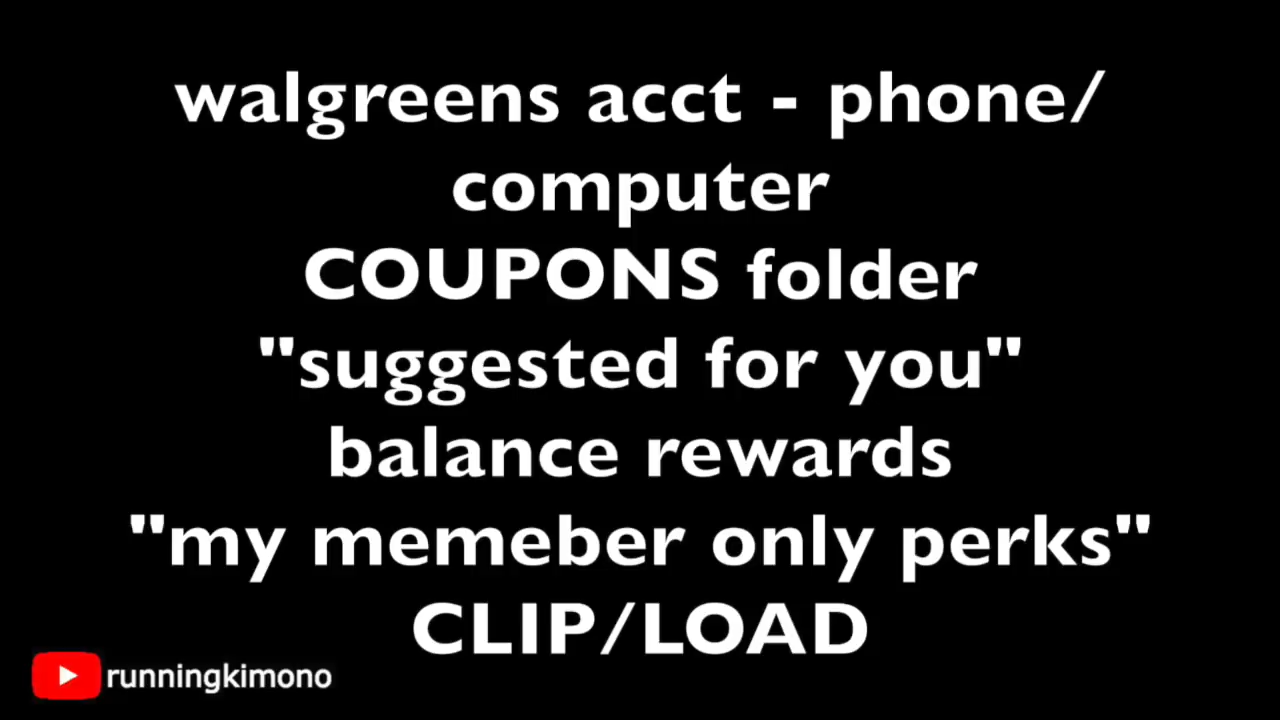 walgreens acct - phone/
computer
COUPONS folder
"suggested for you"
balance rewards
"my memeber only perks"
CLIP/LOAD
runningkimono